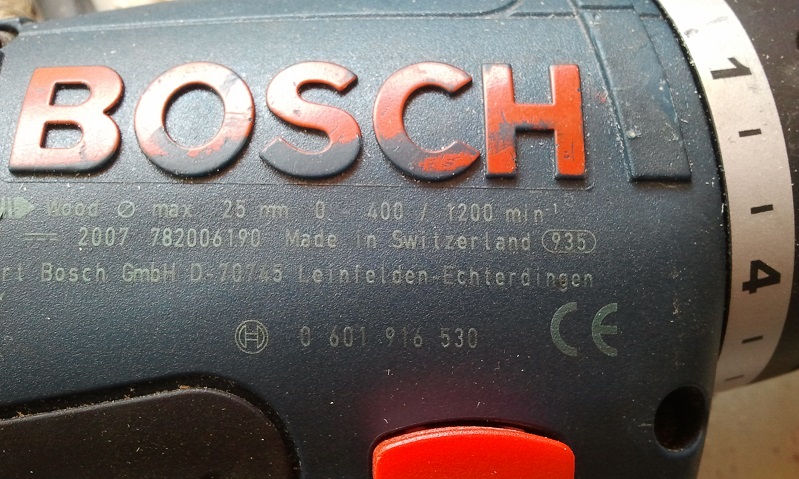 BOSCH
Wood Ø max 25 mm 0 - 400 / 1200 min⁻¹
2007 782006190 Made in Switzerland 935
Bosch GmbH D-70745 Leinfelden-Echterdingen
0 601 916 530 CE
1
4